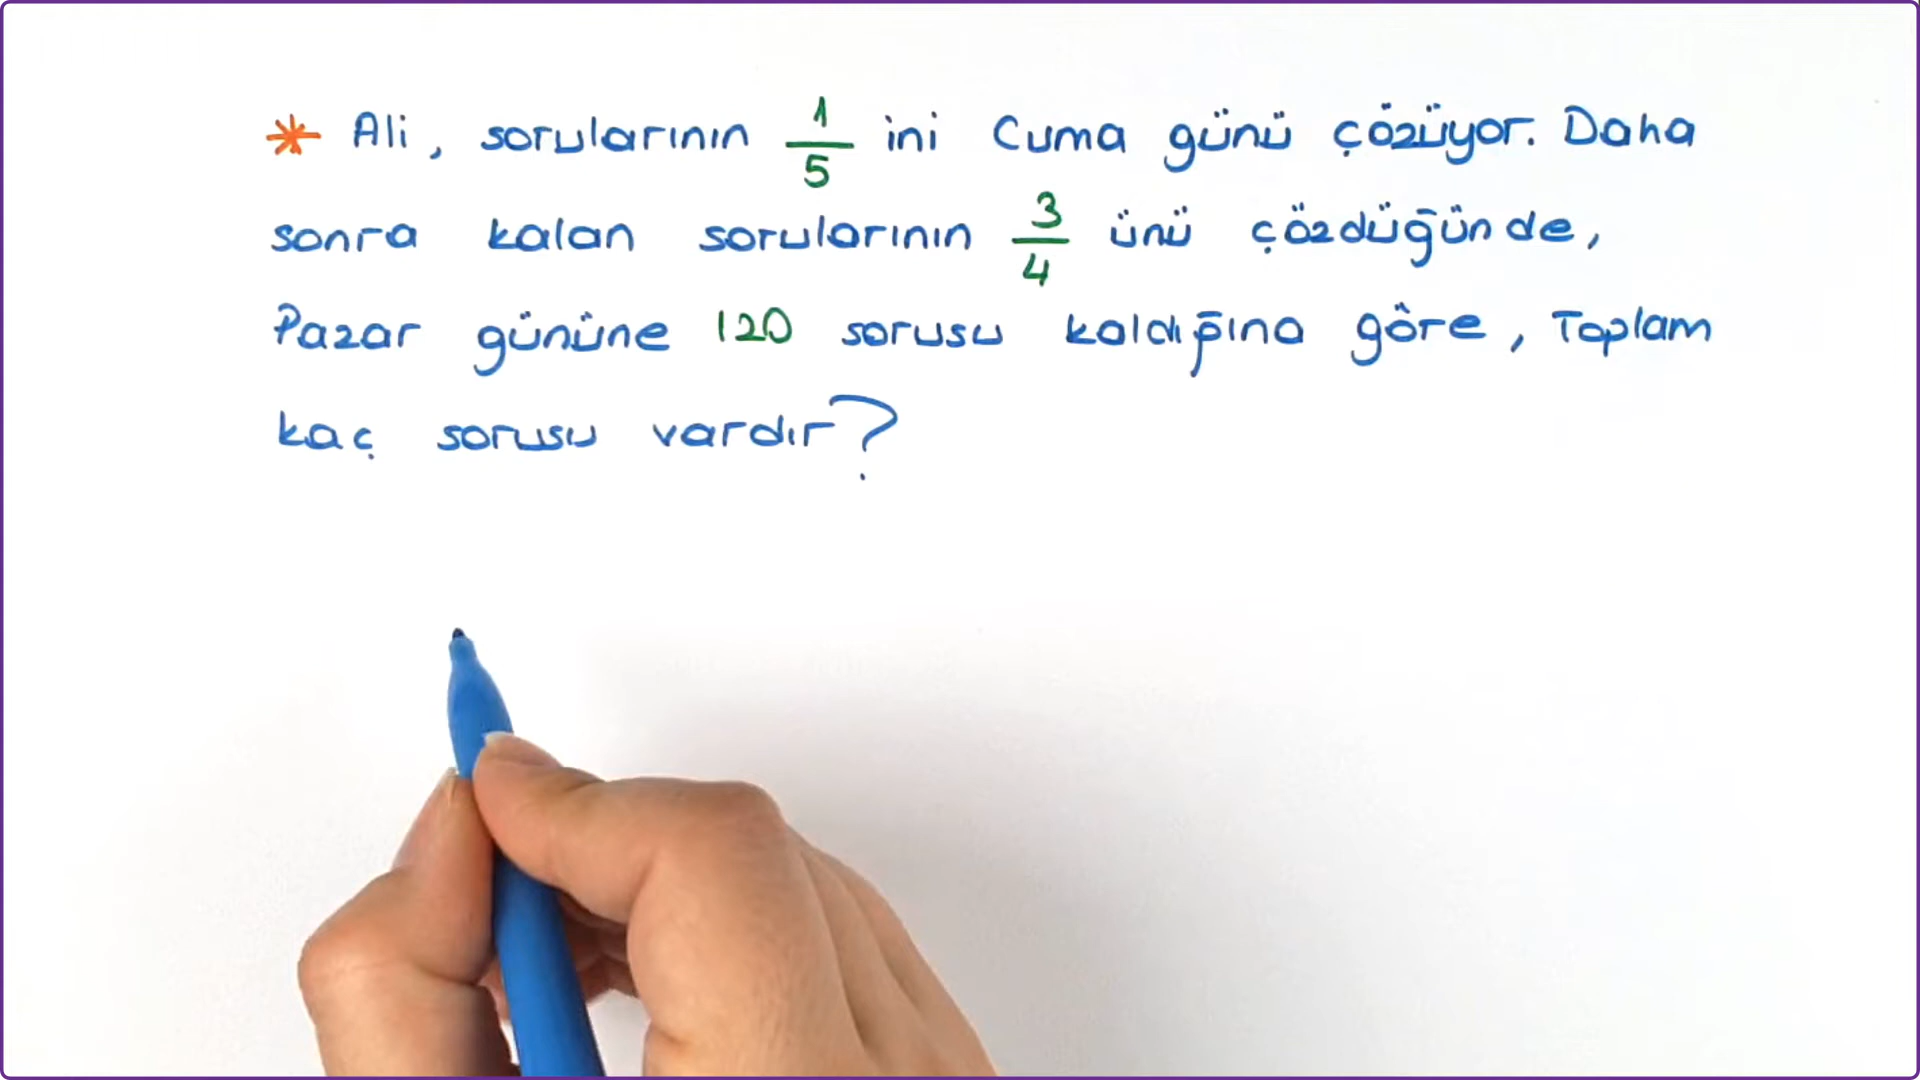 * Ali, sorularının 1/5 ini Cuma günü çözüyor. Daha
sonra kalan sorularının 3/4 ünü çözdüğünde,
Pazar gününe 120 sorusu kaldığına göre, Toplam
kaç sorusu vardır?